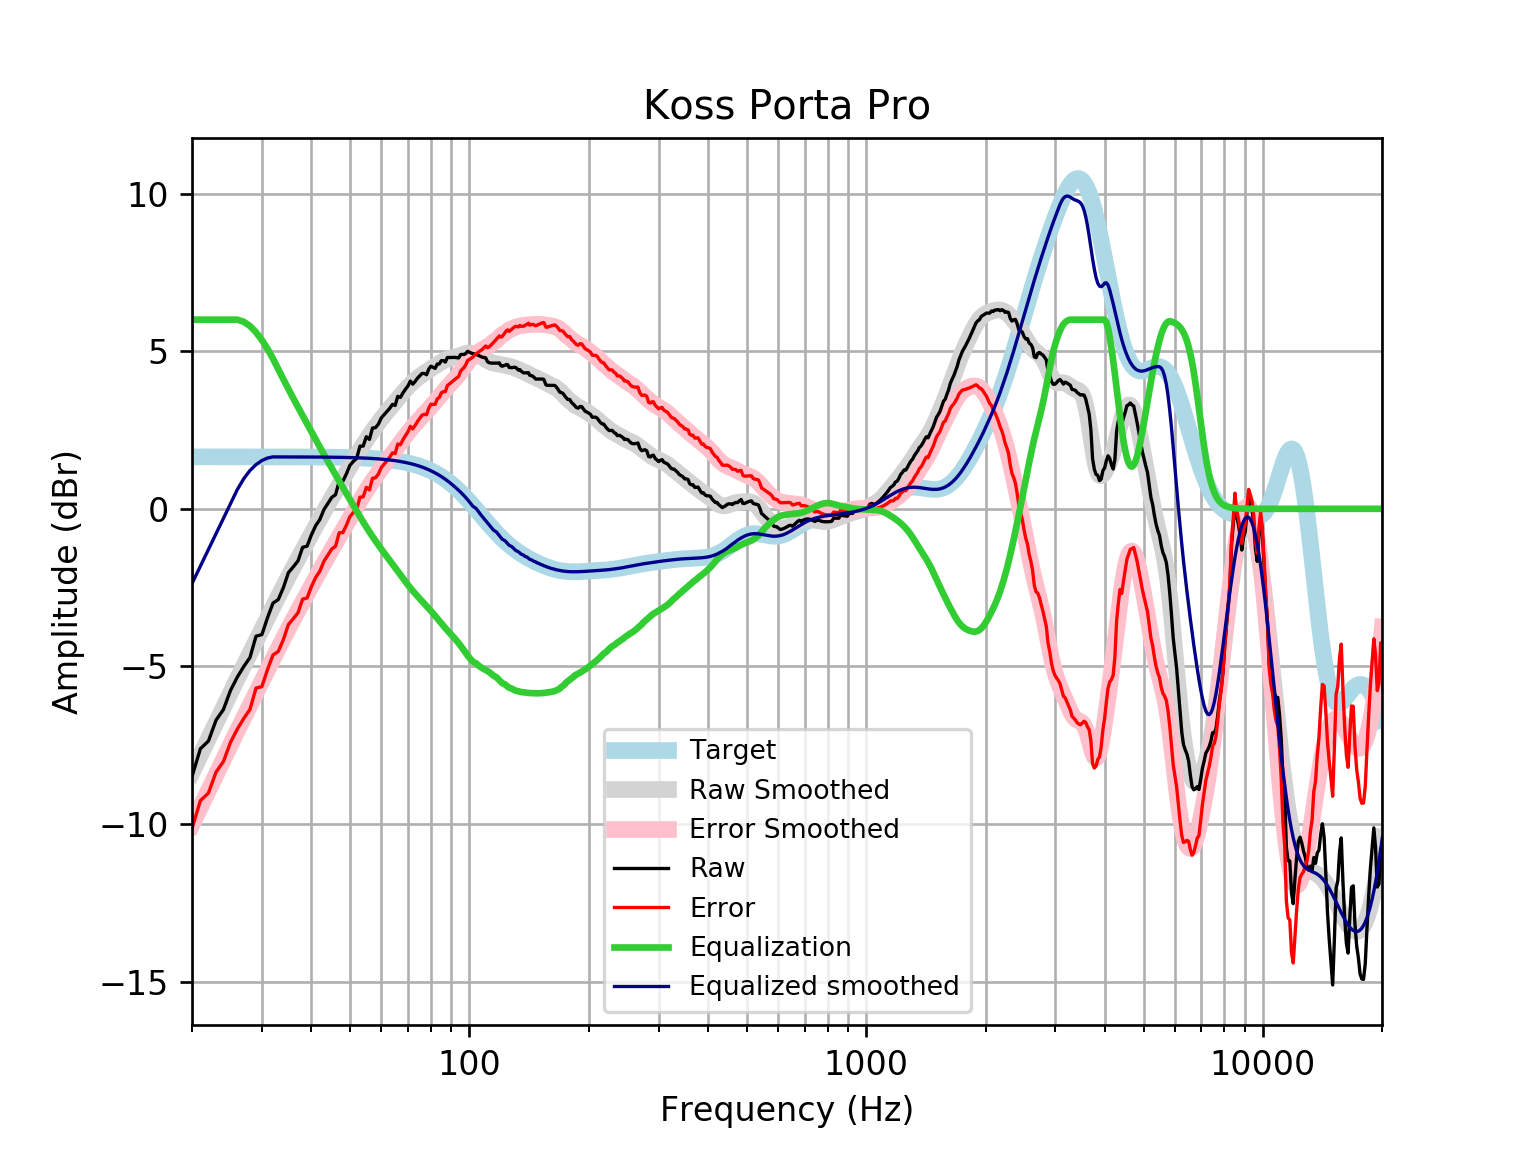 Koss Porta Pro
Amplitude (dBr)
10
5
0
−5
−10
−15
Target
Raw Smoothed
Error Smoothed
Raw
Error
Equalization
Equalized smoothed
100
1000
10000
Frequency (Hz)